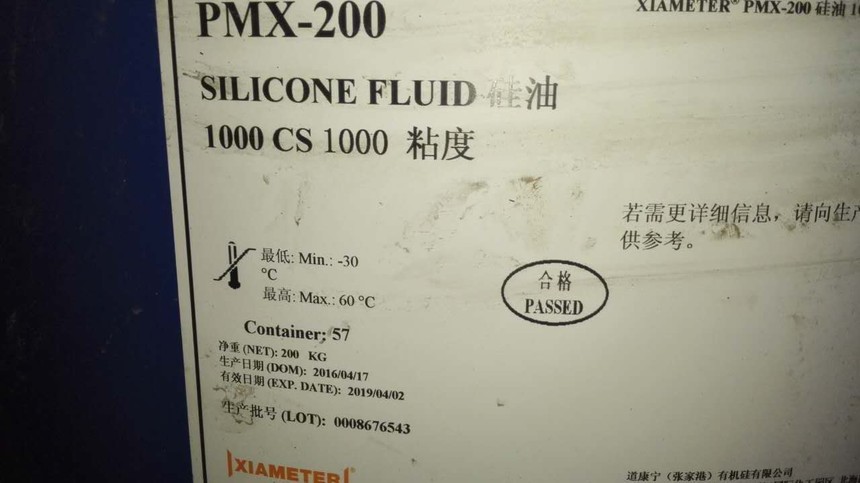 XIAMETER® PMX-200 硅油
PMX-200
SILICONE FLUID 硅油
1000 CS 1000 粘度
若需更详细信息，请向生产
供参考。
最低: Min.: -30
°C
最高: Max.: 60 °C
合格
PASSED
Container: 57
净重 (NET): 200 KG
生产日期 (DOM): 2016/04/17
有效日期 (EXP. DATE): 2019/04/02
生产批号 (LOT): 0008676543
XIAMETER
道康宁（张家港）有机硅有限公司